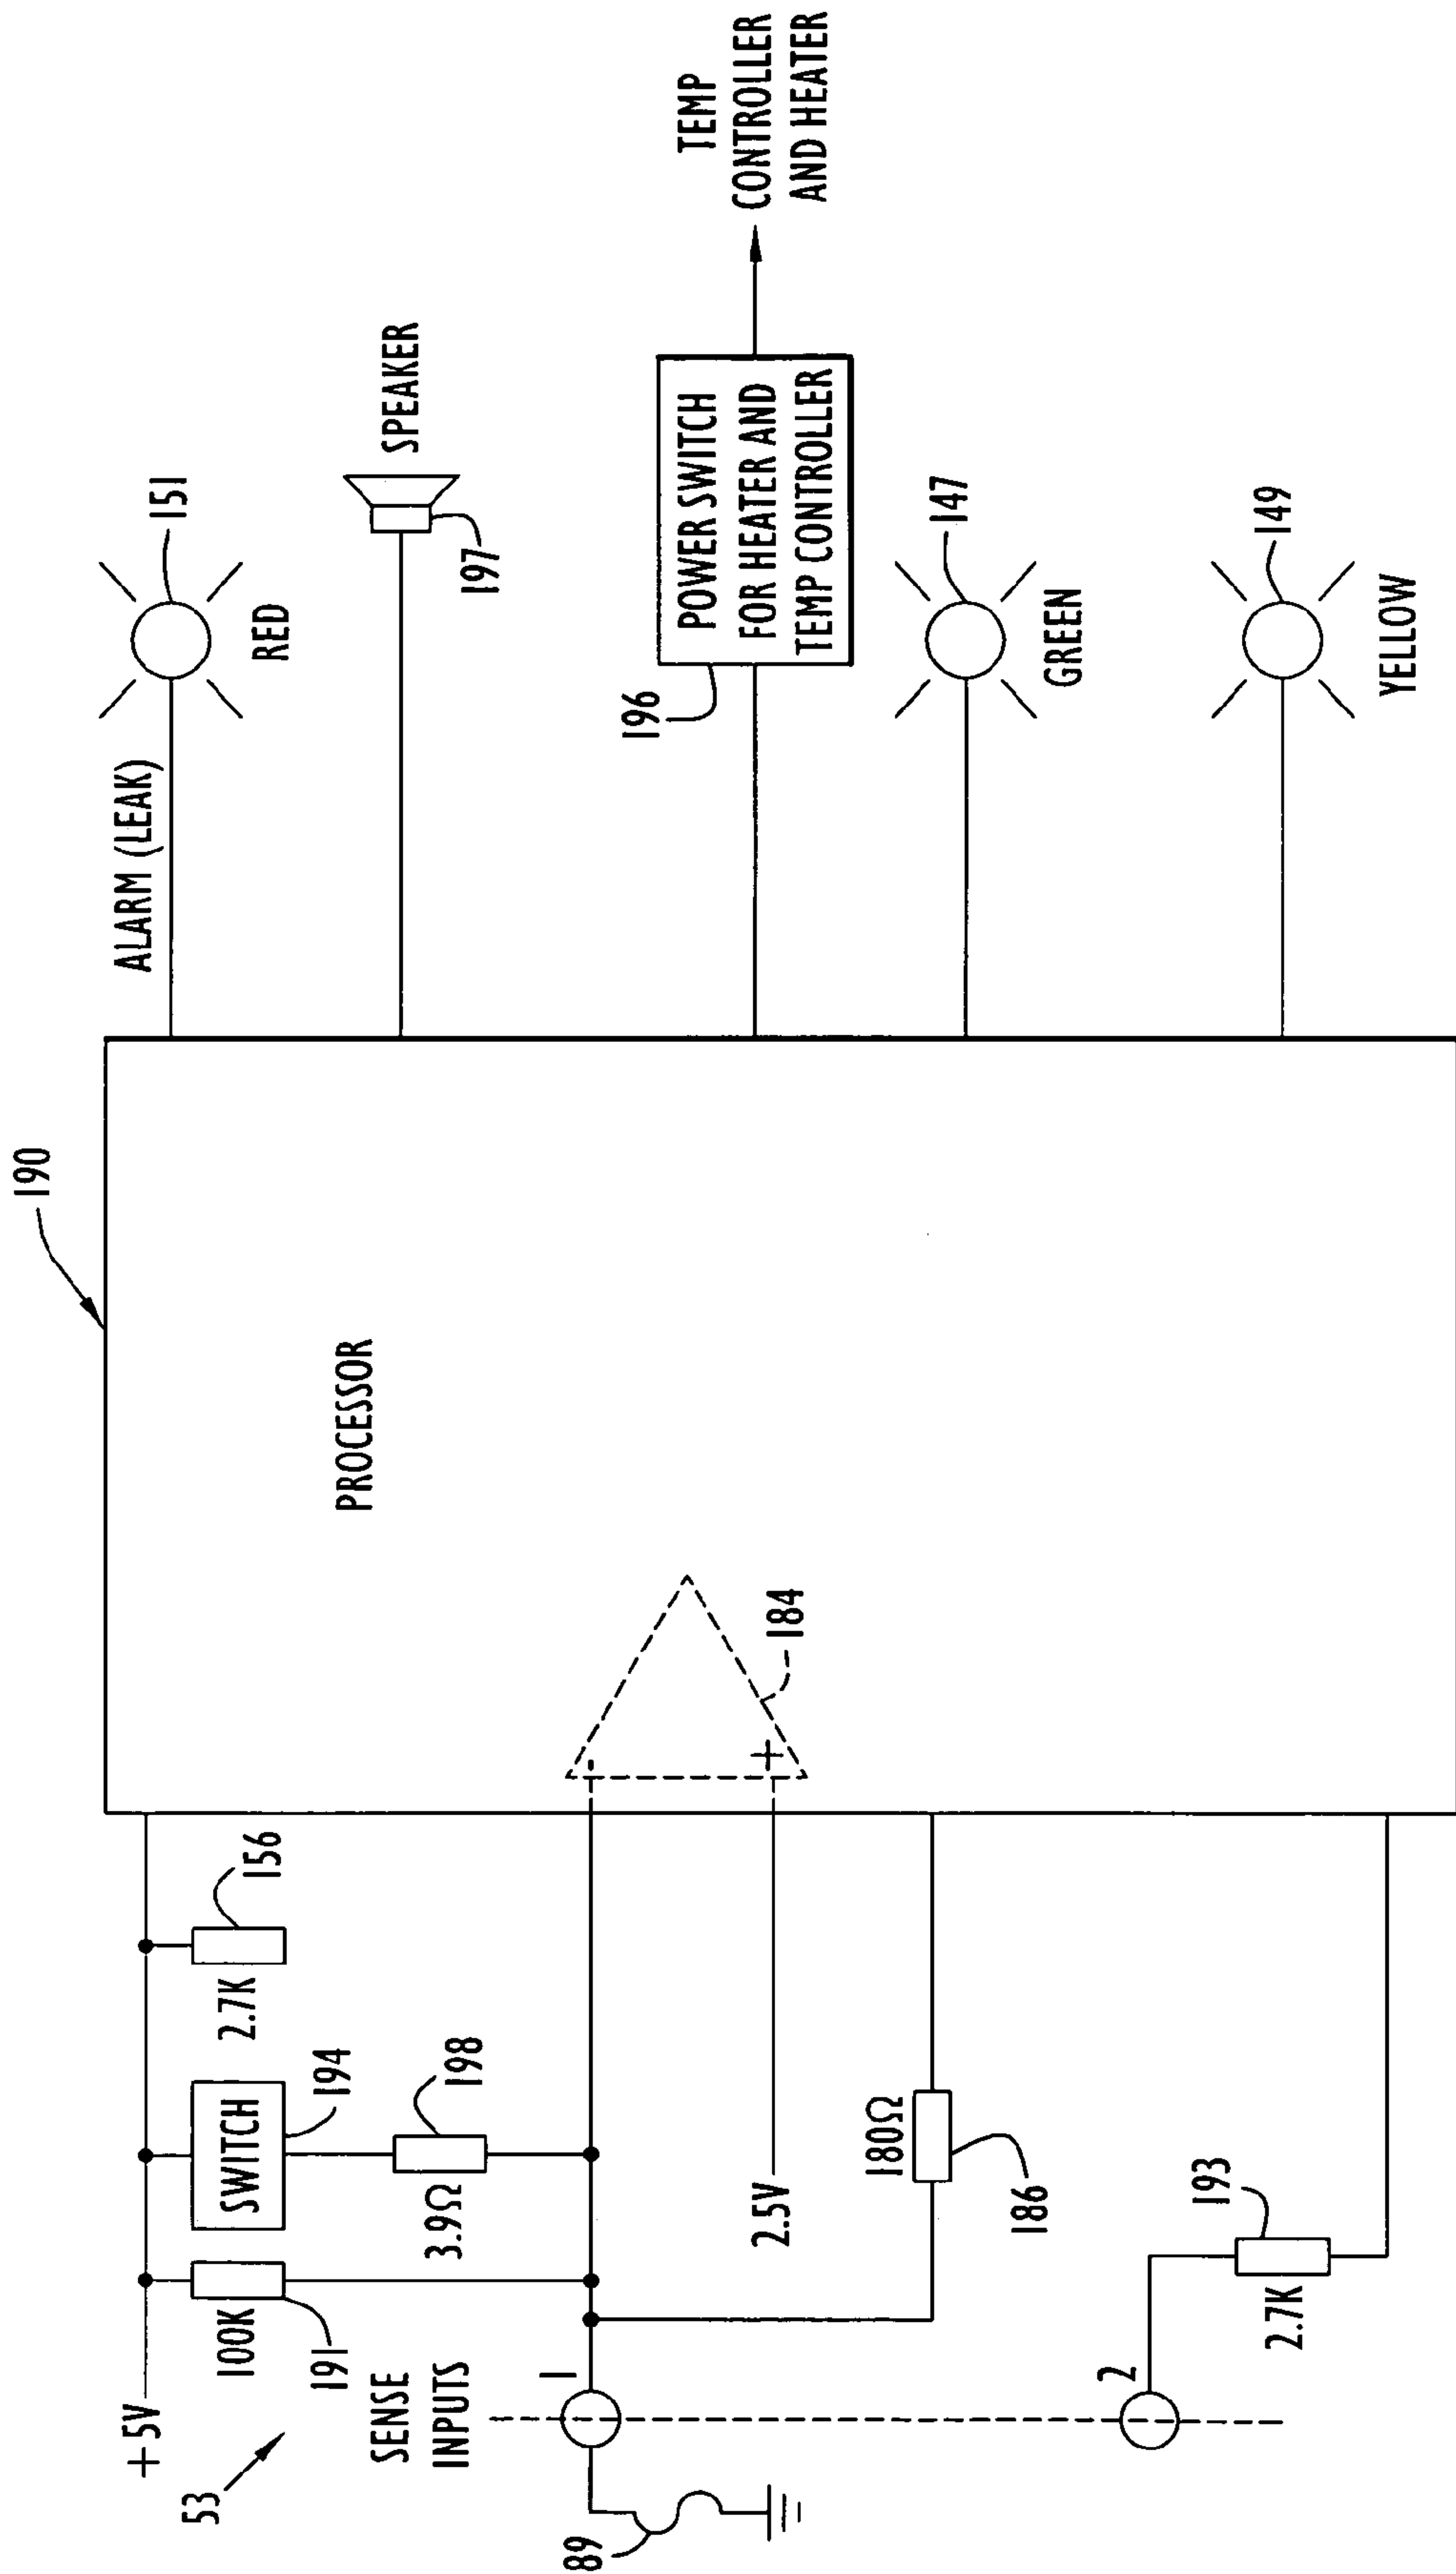 190
53
+5V
100K
191
SWITCH
194
2.7K
156
3.9Ω
198
SENSE
INPUTS
1
89
-
+
184
2.5V
180Ω
186
2
193
2.7K
PROCESSOR
ALARM (LEAK)
151
RED
SPEAKER
197
196
POWER SWITCH
FOR HEATER AND
TEMP CONTROLLER
TEMP
CONTROLLER
AND HEATER
147
GREEN
149
YELLOW